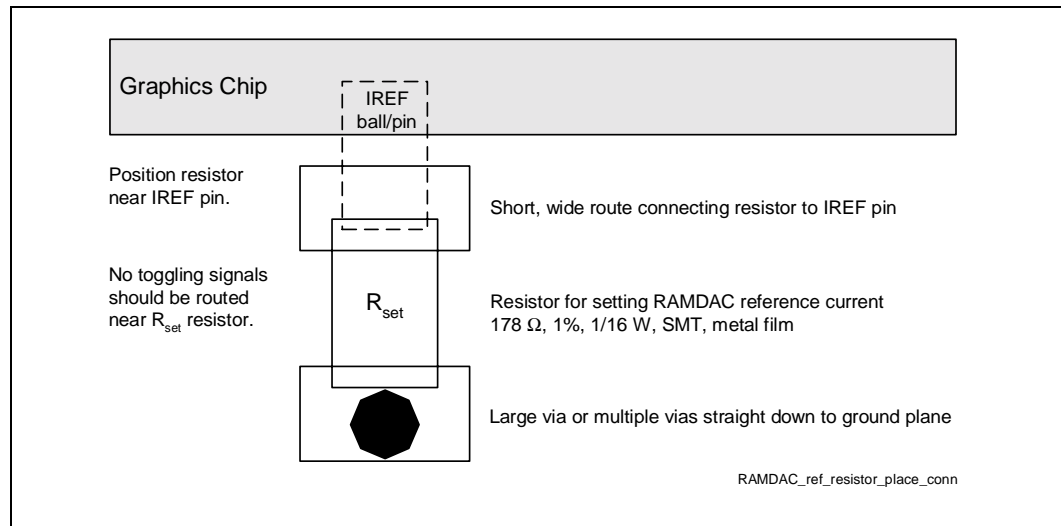 Graphics Chip
IREF
ball/pin
Position resistor
near IREF pin.
Short, wide route connecting resistor to IREF pin
No toggling signals
should be routed
near Rset resistor.
Rset
Resistor for setting RAMDAC reference current
178 Ω, 1%, 1/16 W, SMT, metal film
Large via or multiple vias straight down to ground plane
RAMDAC_ref_resistor_place_conn